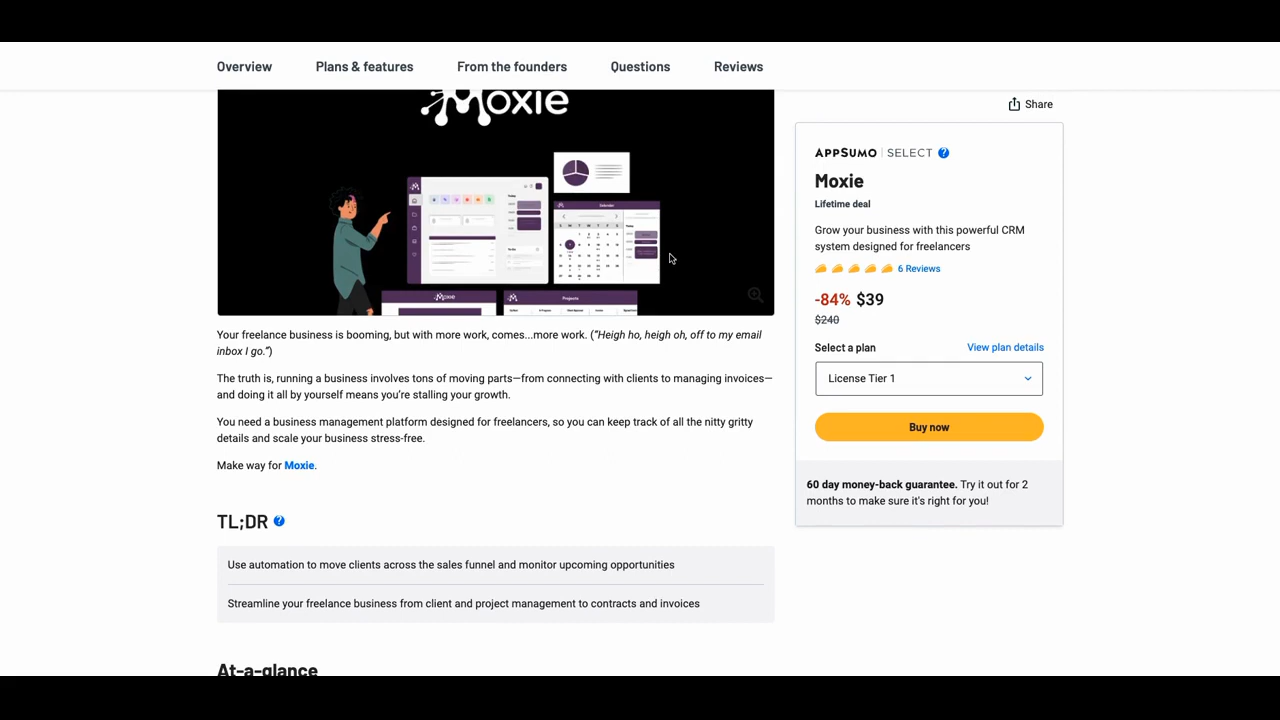 Overview
Plans & features
From the founders
Questions
Reviews
Moxie
Calendar
Moxie
Projects
Share
APPSUMO | SELECT ?
Moxie
Lifetime deal
Grow your business with this powerful CRM
system designed for freelancers
6 Reviews
-84% $39
$240
Select a plan
View plan details
License Tier 1
Buy now
60 day money-back guarantee. Try it out for 2
months to make sure it's right for you!
Your freelance business is booming, but with more work, comes...more work. (“Heigh ho, heigh oh, off to my email
inbox I go.”)
The truth is, running a business involves tons of moving parts—from connecting with clients to managing invoices—
and doing it all by yourself means you’re stalling your growth.
You need a business management platform designed for freelancers, so you can keep track of all the nitty gritty
details and scale your business stress-free.
Make way for Moxie.
TL;DR ?
Use automation to move clients across the sales funnel and monitor upcoming opportunities
Streamline your freelance business from client and project management to contracts and invoices
At-a-glance